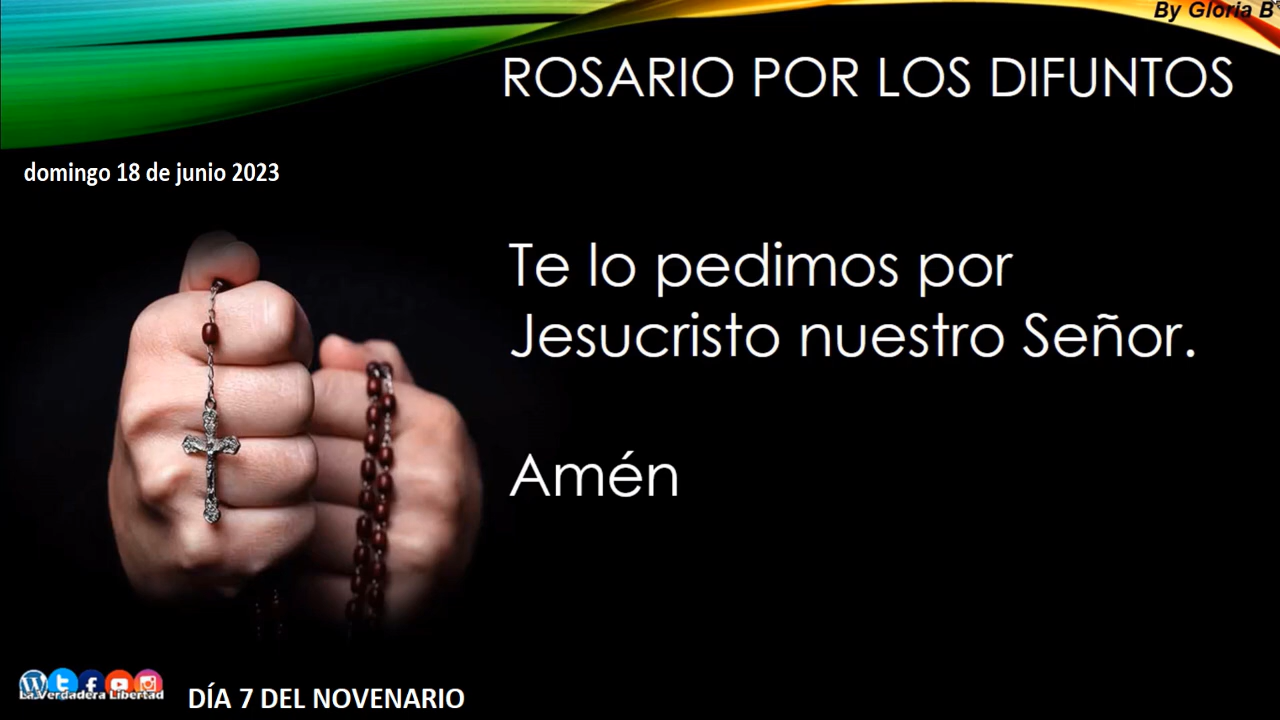 By Gloria B
ROSARIO POR LOS DIFUNTOS
domingo 18 de junio 2023
Te lo pedimos por
Jesucristo nuestro Señor.
Amén
La Verdadera Libertad
DÍA 7 DEL NOVENARIO